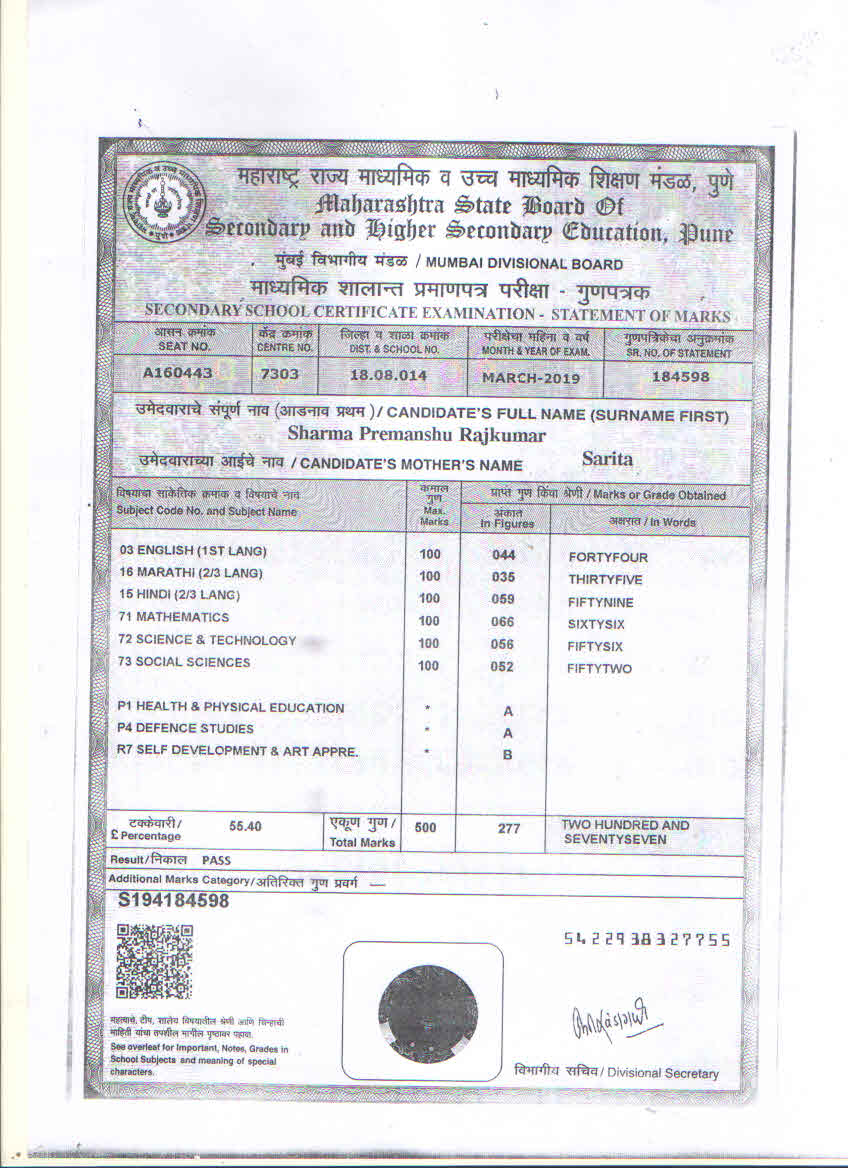 महाराष्ट्र राज्य माध्यमिक व उच्च माध्यमिक शिक्षण मंडळ, पुणे
Maharashtra State Board Of
Secondary and Higher Secondary Education, Pune
मुंबई विभागीय मंडळ / MUMBAI DIVISIONAL BOARD
माध्यमिक शालान्त प्रमाणपत्र परीक्षा - गुणपत्रक
SECONDARY SCHOOL CERTIFICATE EXAMINATION - STATEMENT OF MARKS
आसन क्रमांक केंद्र क्रमांक जिल्हा व शाळा क्रमांक परीक्षेचा महिना व वर्ष गुणपत्रिकेचा अनुक्रमांक
SEAT NO. CENTRE NO. DIST. & SCHOOL NO. MONTH & YEAR OF EXAM. SR. NO. OF STATEMENT
A160443 7303 18.08.014 MARCH-2019 184598
उमेदवाराचे संपूर्ण नाव (आडनाव प्रथम) / CANDIDATE'S FULL NAME (SURNAME FIRST)
Sharma Premanshu Rajkumar
उमेदवाराच्या आईचे नाव / CANDIDATE'S MOTHER'S NAME Sarita
विषयाचा सांकेतिक क्रमांक व विषयाचे नाव कमाल गुण प्राप्त गुण किंवा श्रेणी / Marks or Grade Obtained
Subject Code No. and Subject Name Max. Marks अंकात In Figures अक्षरात / In Words
03 ENGLISH (1ST LANG) 100 044 FORTYFOUR
16 MARATHI (2/3 LANG) 100 035 THIRTYFIVE
15 HINDI (2/3 LANG) 100 059 FIFTYNINE
71 MATHEMATICS 100 066 SIXTYSIX
72 SCIENCE & TECHNOLOGY 100 056 FIFTYSIX
73 SOCIAL SCIENCES 100 052 FIFTYTWO
P1 HEALTH & PHYSICAL EDUCATION * A
P4 DEFENCE STUDIES * A
R7 SELF DEVELOPMENT & ART APPRE. * B
टक्केवारी / £ Percentage 55.40 एकूण गुण / Total Marks 500 277 TWO HUNDRED AND
SEVENTYSEVEN
Result/निकाल PASS
Additional Marks Category/अतिरिक्त गुण प्रवर्ग —
S194184598
5422938327755
महत्वाचे, टीप, शालेय विषयातील श्रेणी आणि चिन्हांची
माहिती यांचा तपशील मागील पृष्ठावर पहावा.
See overleaf for Important, Notes, Grades in
School Subjects and meaning of special
characters.
विभागीय सचिव / Divisional Secretary